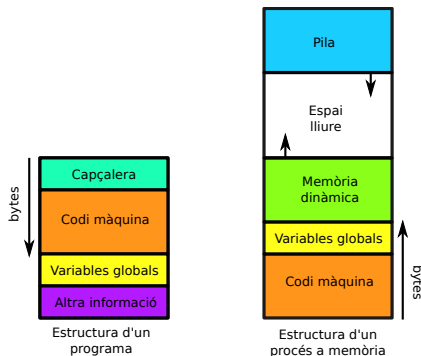 bytes
Capçalera
Codi màquina
Variables globals
Altra informació
Estructura d'un
programa
Pila
Espai
lliure
Memòria
dinàmica
Variables globals
Codi màquina
bytes
Estructura d'un
procés a memòria